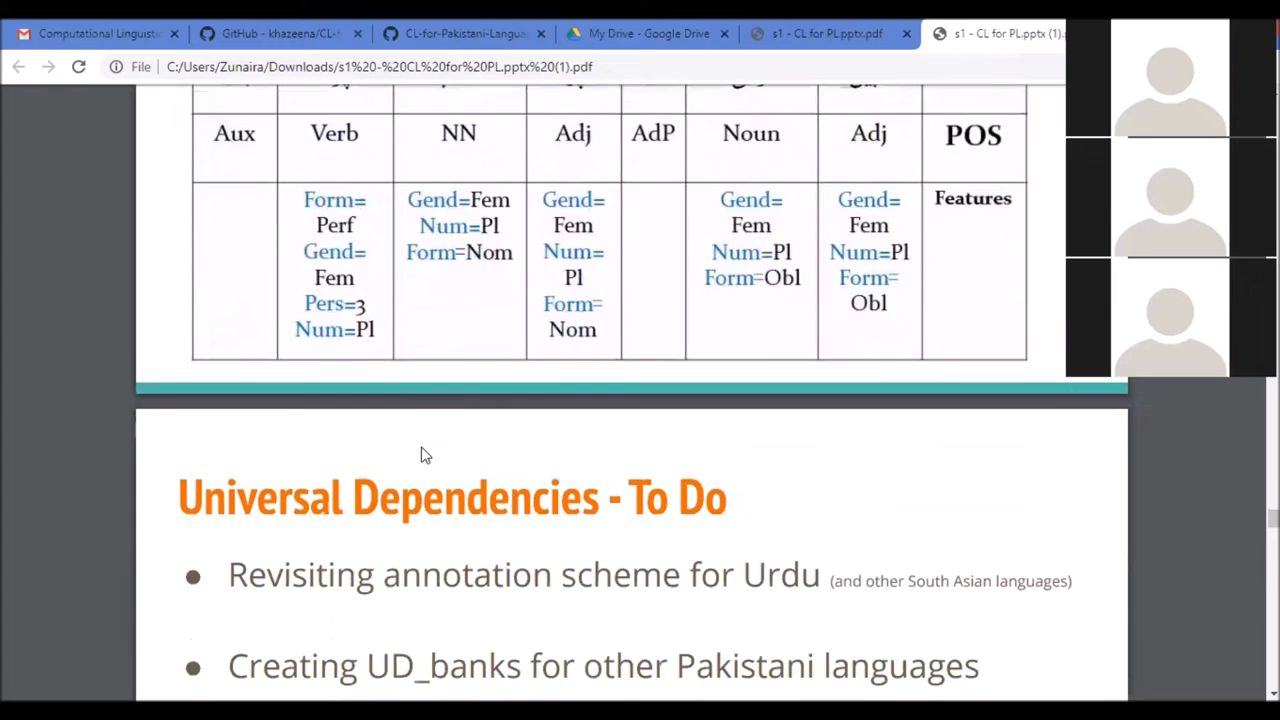 Computational Linguisti
GitHub - khazeena/CL-f
CL-for-Pakistani-Langua
My Drive - Google Drive
s1 - CL for PL.pptx.pdf
s1 - CL for PL.pptx (1).
File
C:/Users/Zunaira/Downloads/s1%20-%20CL%20for%20PL.pptx%20(1).pdf
Aux Verb NN Adj AdP Noun Adj POS
Form=
Perf
Gend=
Fem
Pers=3
Num=Pl
Gend=Fem
Num=Pl
Form=Nom
Gend=
Fem
Num=
Pl
Form=
Nom
Gend=
Fem
Num=Pl
Form=Obl
Gend=
Fem
Num=Pl
Form=
Obl
Features
Universal Dependencies - To Do
● Revisiting annotation scheme for Urdu (and other South Asian languages)
● Creating UD_banks for other Pakistani languages